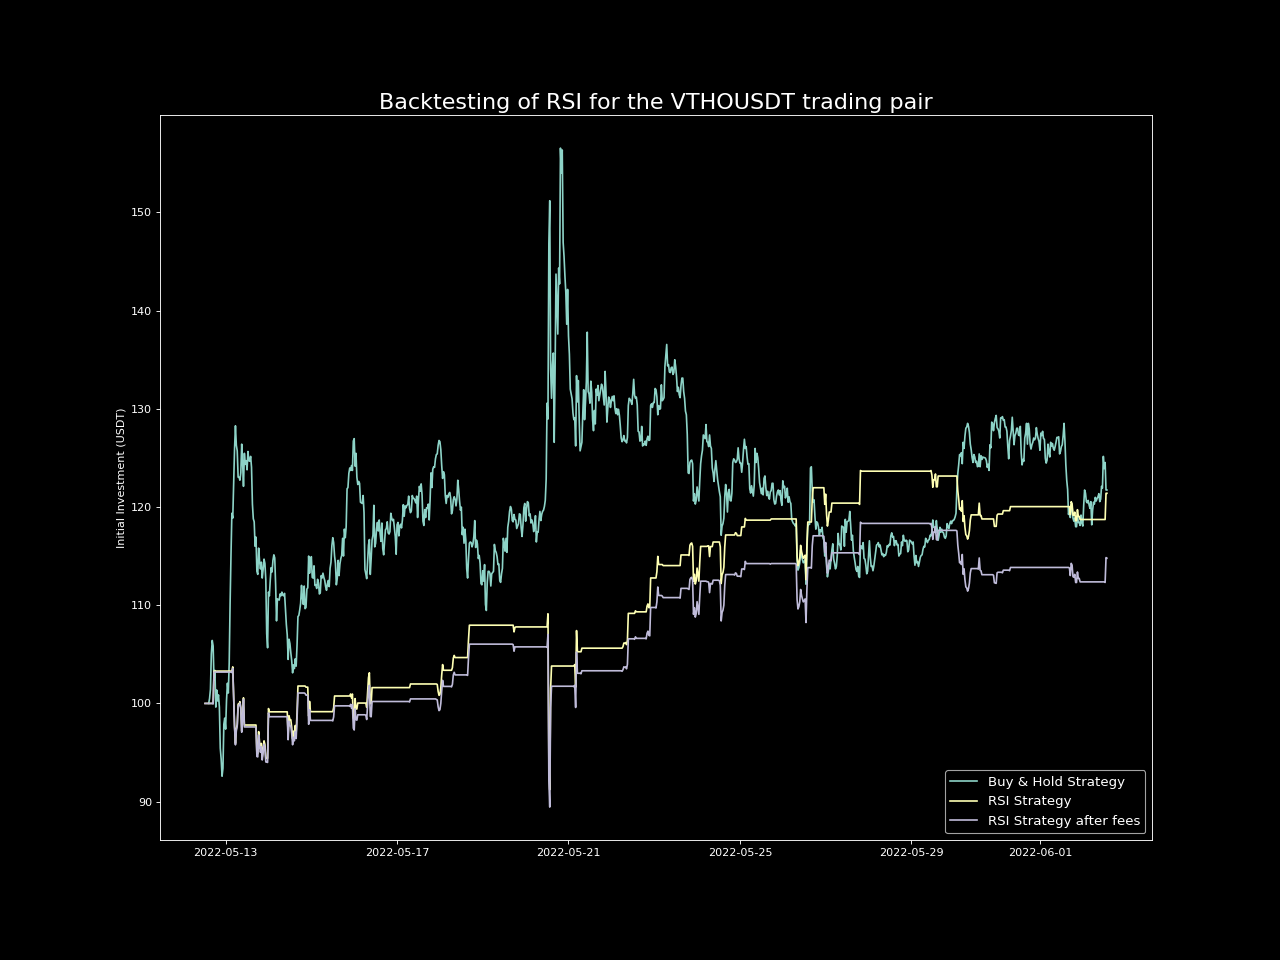 Backtesting of RSI for the VTHOUSDT trading pair
Initial Investment (USDT)
150
140
130
120
110
100
90
2022-05-13
2022-05-17
2022-05-21
2022-05-25
2022-05-29
2022-06-01
Buy & Hold Strategy
RSI Strategy
RSI Strategy after fees